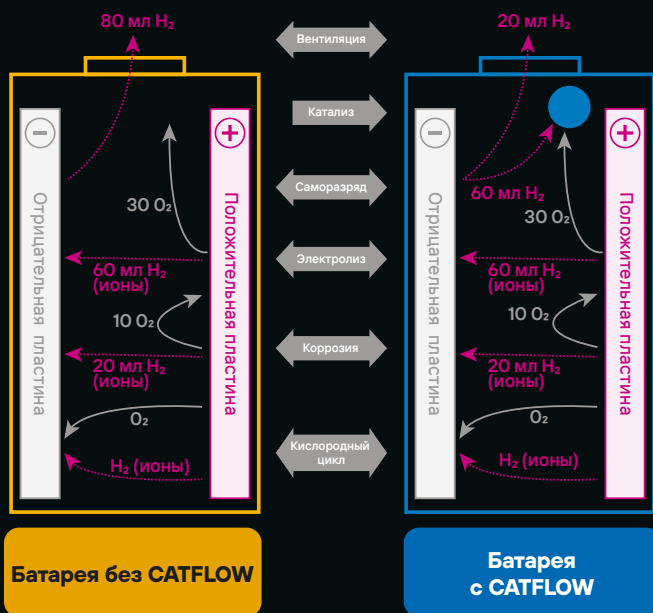 80 мл H₂
−
+
Отрицательная пластина
Положительная пластина
30 O₂
60 мл H₂
(ионы)
10 O₂
20 мл H₂
(ионы)
O₂
H₂ (ионы)
Батарея без CATFLOW
Вентиляция
Катализ
Саморазряд
Электролиз
Коррозия
Кислородный
цикл
20 мл H₂
−
+
Отрицательная пластина
Положительная пластина
60 мл H₂
30 O₂
60 мл H₂
(ионы)
10 O₂
20 мл H₂
(ионы)
O₂
H₂ (ионы)
Батарея
с CATFLOW